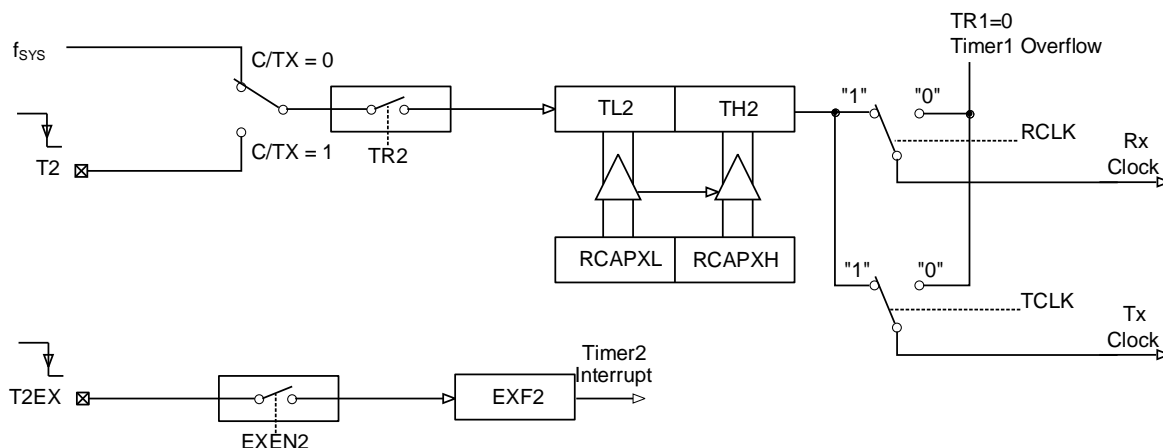 TR1=0
Timer1 Overflow
fSYS
C/TX = 0
TL2
TH2
"1"
"0"
RCLK
Rx
Clock
T2
C/TX = 1
TR2
RCAPXL
RCAPXH
"1"
"0"
TCLK
Tx
Clock
T2EX
EXEN2
EXF2
Timer2
Interrupt